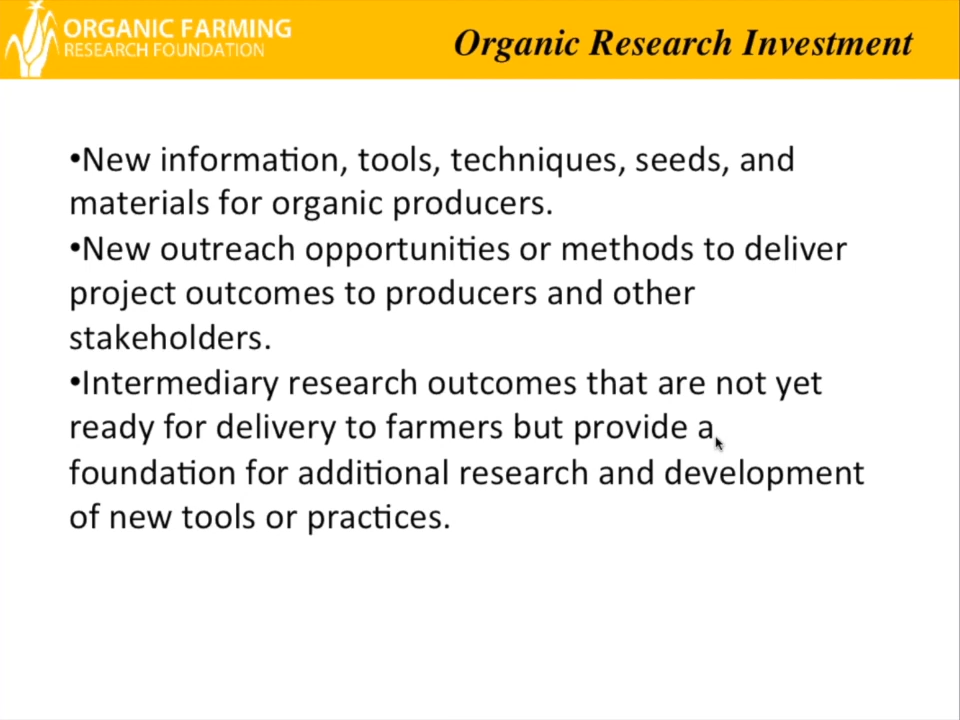 ORGANIC FARMING
RESEARCH FOUNDATION
Organic Research Investment
•New information, tools, techniques, seeds, and
materials for organic producers.
•New outreach opportunities or methods to deliver
project outcomes to producers and other
stakeholders.
•Intermediary research outcomes that are not yet
ready for delivery to farmers but provide a
foundation for additional research and development
of new tools or practices.